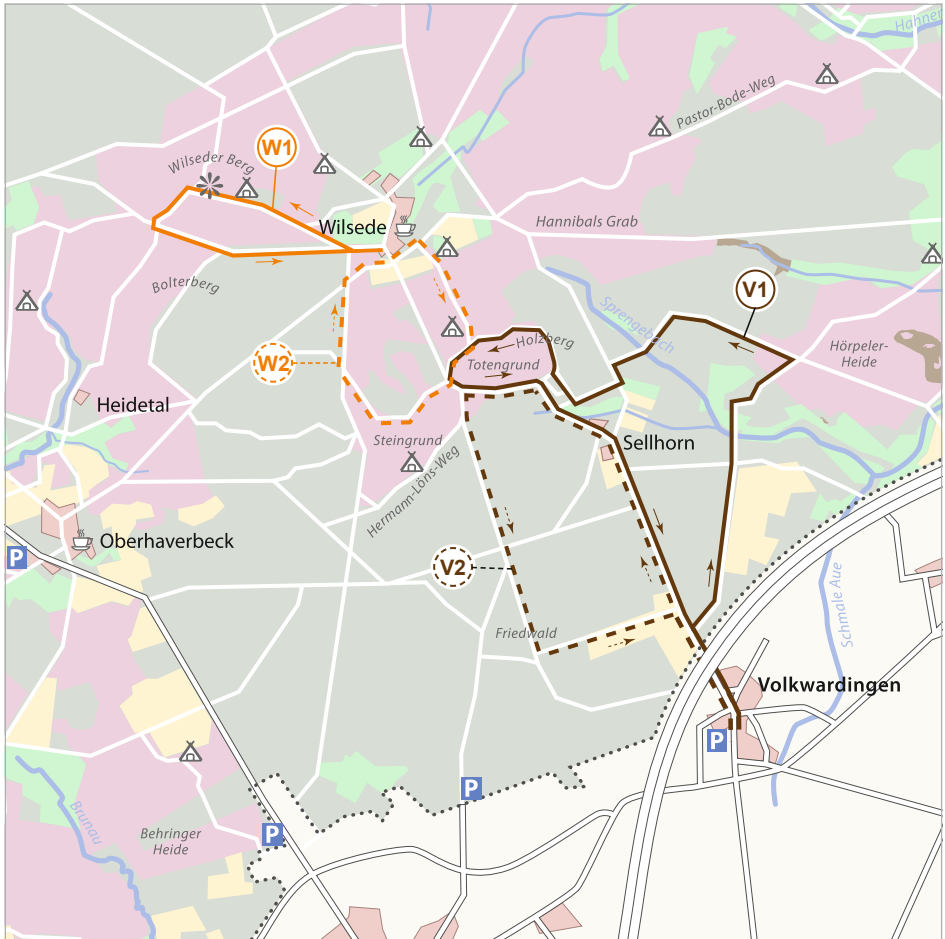 Hahner
Pastor-Bode-Weg
W1
Wilseder Berg
Hannibals Grab
Wilsede
Bolterberg
V1
Sprengebach
Holzberg
Hörpeler-
Heide
W2
Totengrund
Heidetal
Steingrund
Sellhorn
Hermann-Löns-Weg
Oberhaverbeck
P
V2
Schmale Aue
Friedwald
Volkwardingen
P
P
Brunau
Behringer
Heide
P